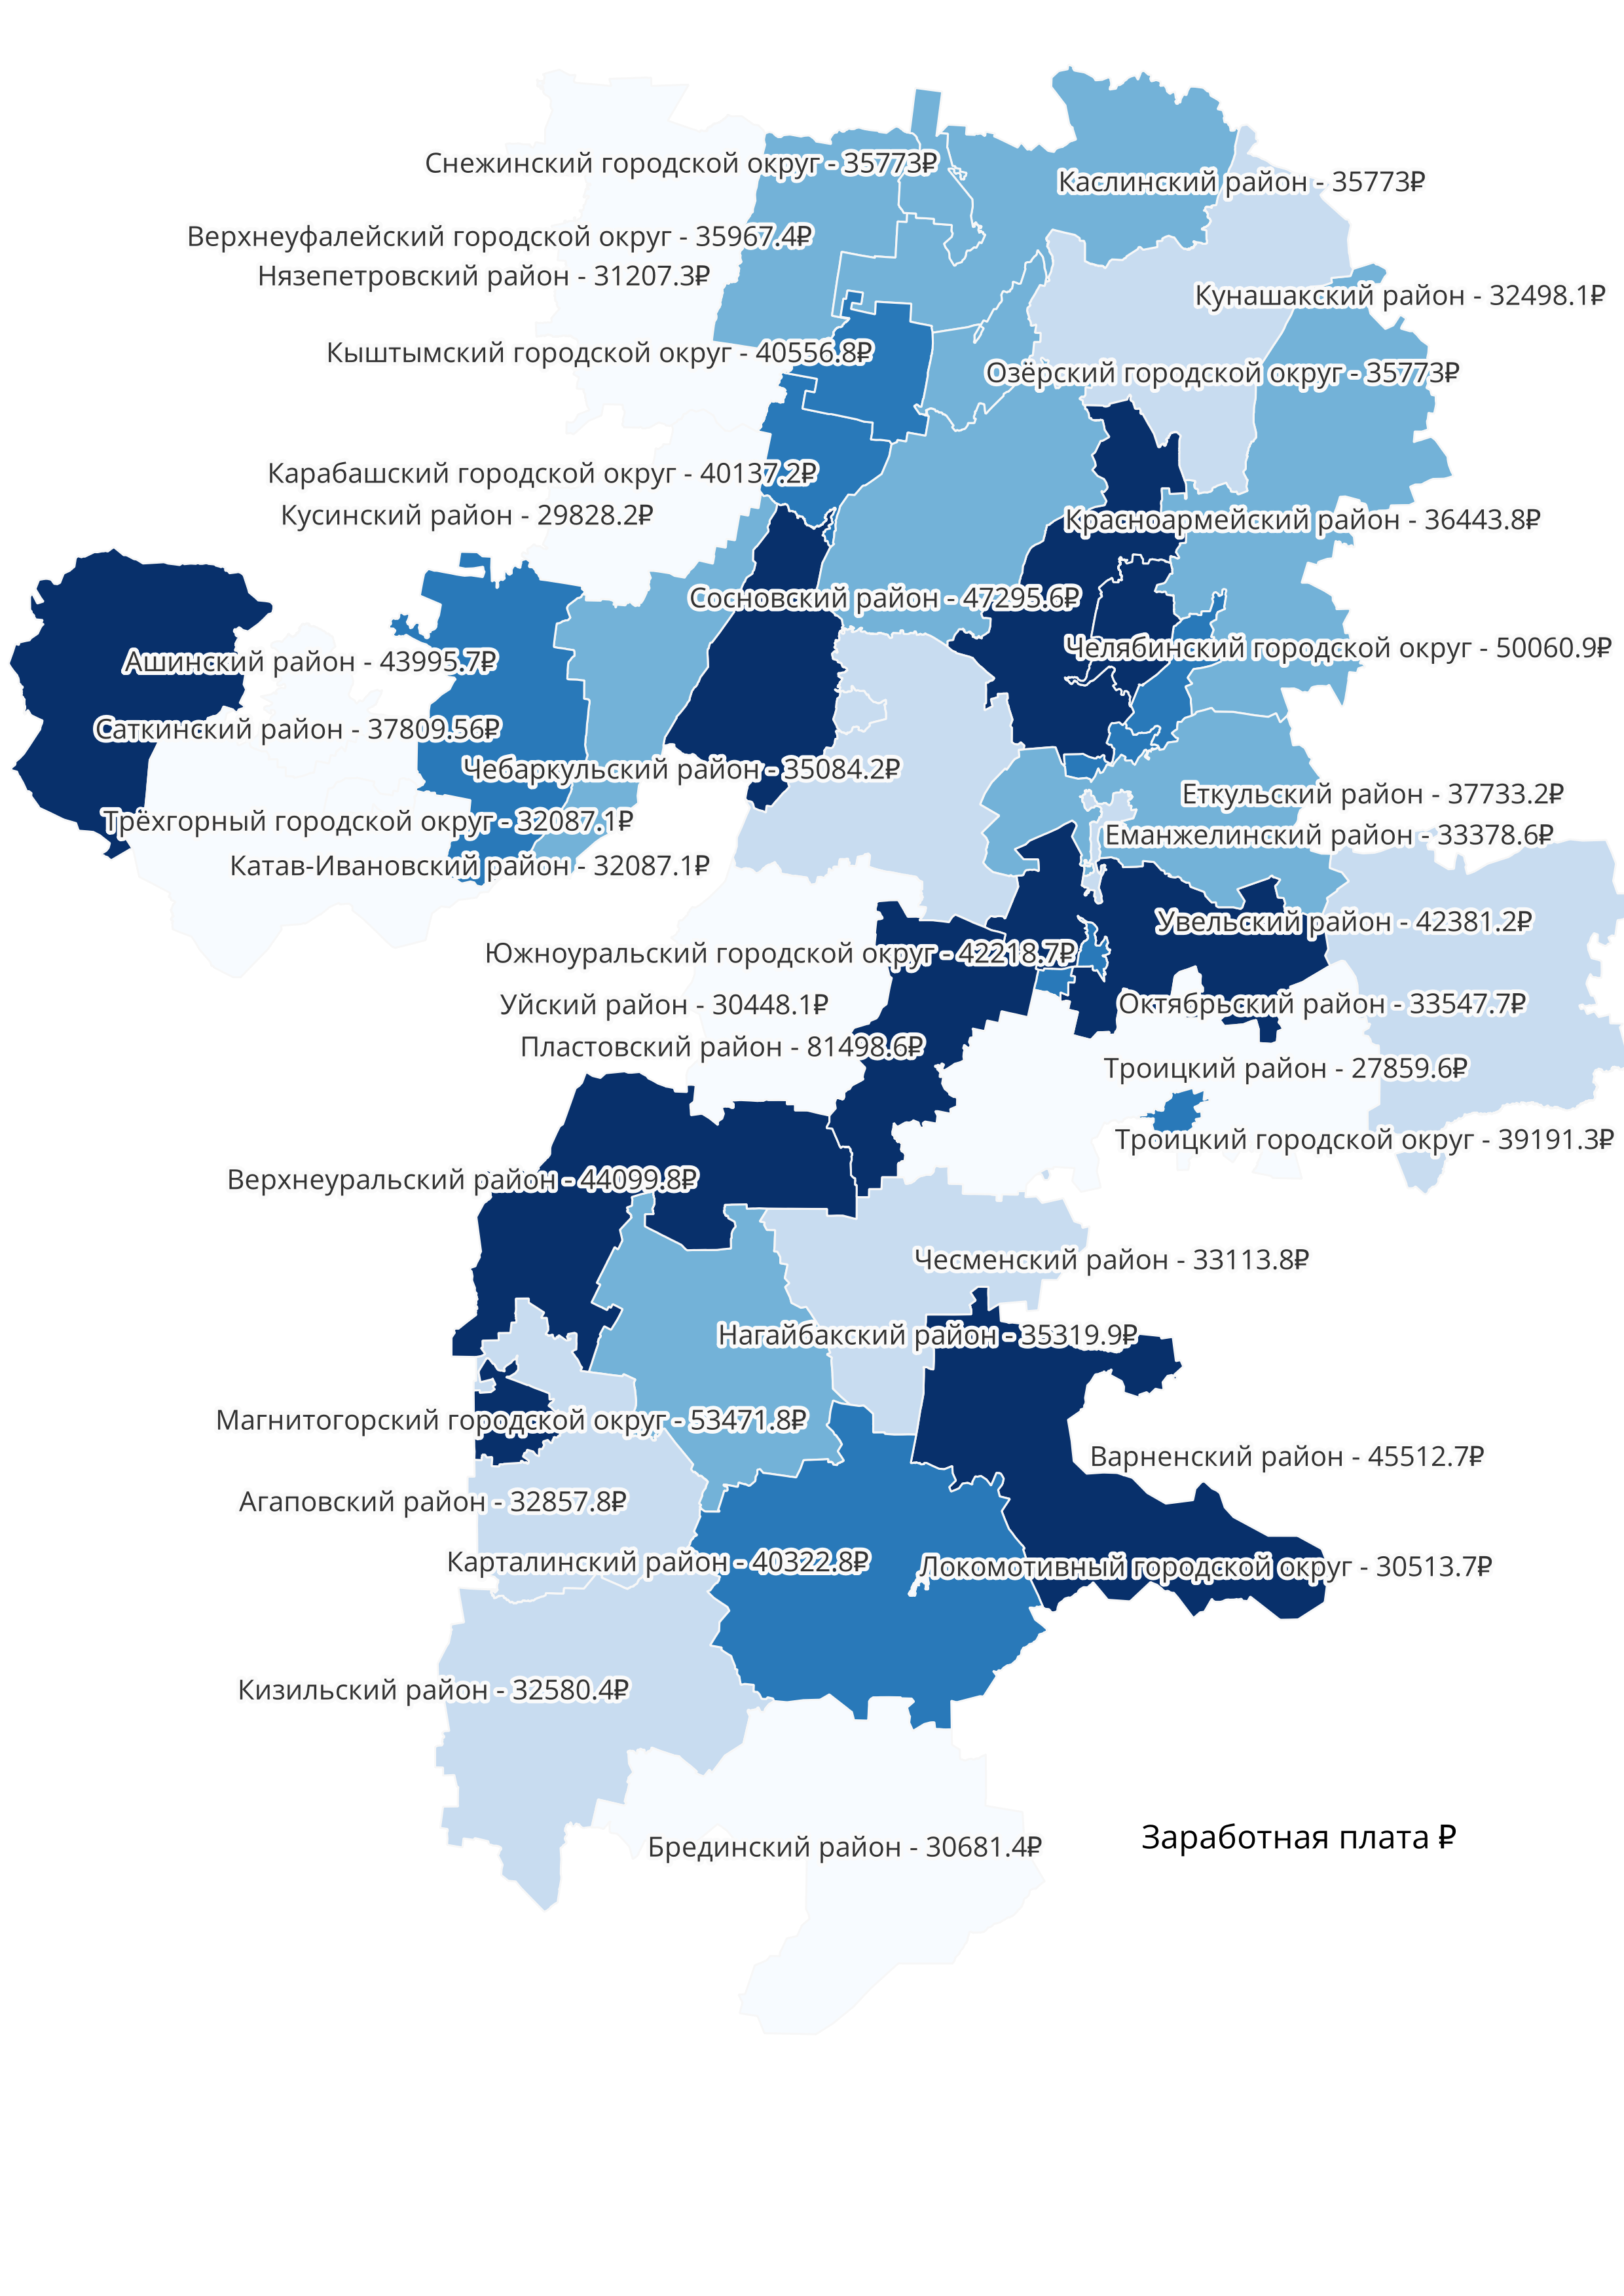 Снежинский городской округ - 35773₽
Каслинский район - 35773₽
Верхнеуфалейский городской округ - 35967.4₽
Нязепетровский район - 31207.3₽
Кунашакский район - 32498.1₽
Кыштымский городской округ - 40556.8₽
Озёрский городской округ - 35773₽
Карабашский городской округ - 40137.2₽
Кусинский район - 29828.2₽
Красноармейский район - 36443.8₽
Сосновский район - 47295.6₽
Челябинский городской округ - 50060.9₽
Ашинский район - 43995.7₽
Саткинский район - 37809.56₽
Чебаркульский район - 35084.2₽
Еткульский район - 37733.2₽
Трёхгорный городской округ - 32087.1₽
Еманжелинский район - 33378.6₽
Катав-Ивановский район - 32087.1₽
Увельский район - 42381.2₽
Южноуральский городской округ - 42218.7₽
Уйский район - 30448.1₽
Октябрьский район - 33547.7₽
Пластовский район - 81498.6₽
Троицкий район - 27859.6₽
Троицкий городской округ - 39191.3₽
Верхнеуральский район - 44099.8₽
Чесменский район - 33113.8₽
Нагайбакский район - 35319.9₽
Магнитогорский городской округ - 53471.8₽
Варненский район - 45512.7₽
Агаповский район - 32857.8₽
Карталинский район - 40322.8₽
Локомотивный городской округ - 30513.7₽
Кизильский район - 32580.4₽
Заработная плата ₽
Брединский район - 30681.4₽